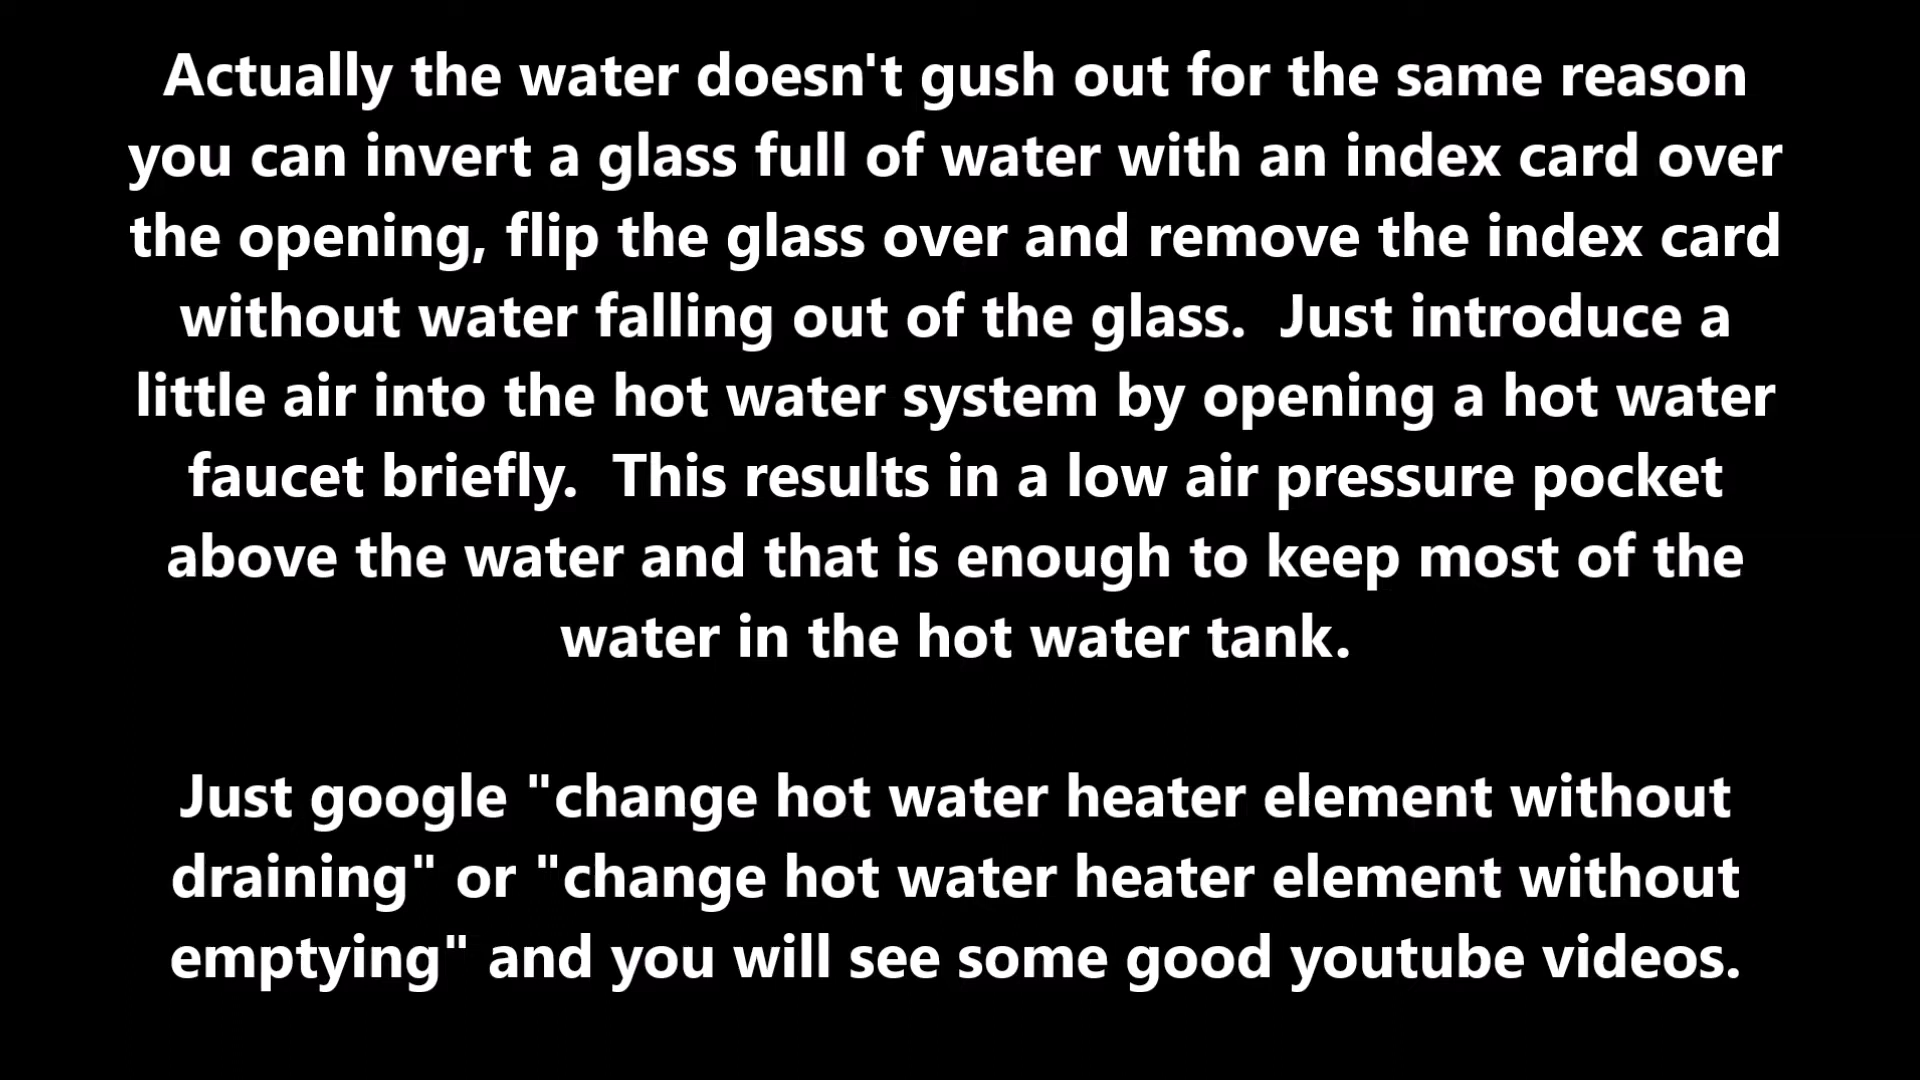 Actually the water doesn't gush out for the same reason
you can invert a glass full of water with an index card over
the opening, flip the glass over and remove the index card
without water falling out of the glass.  Just introduce a
little air into the hot water system by opening a hot water
faucet briefly.  This results in a low air pressure pocket
above the water and that is enough to keep most of the
water in the hot water tank.
Just google "change hot water heater element without
draining" or "change hot water heater element without
emptying" and you will see some good youtube videos.